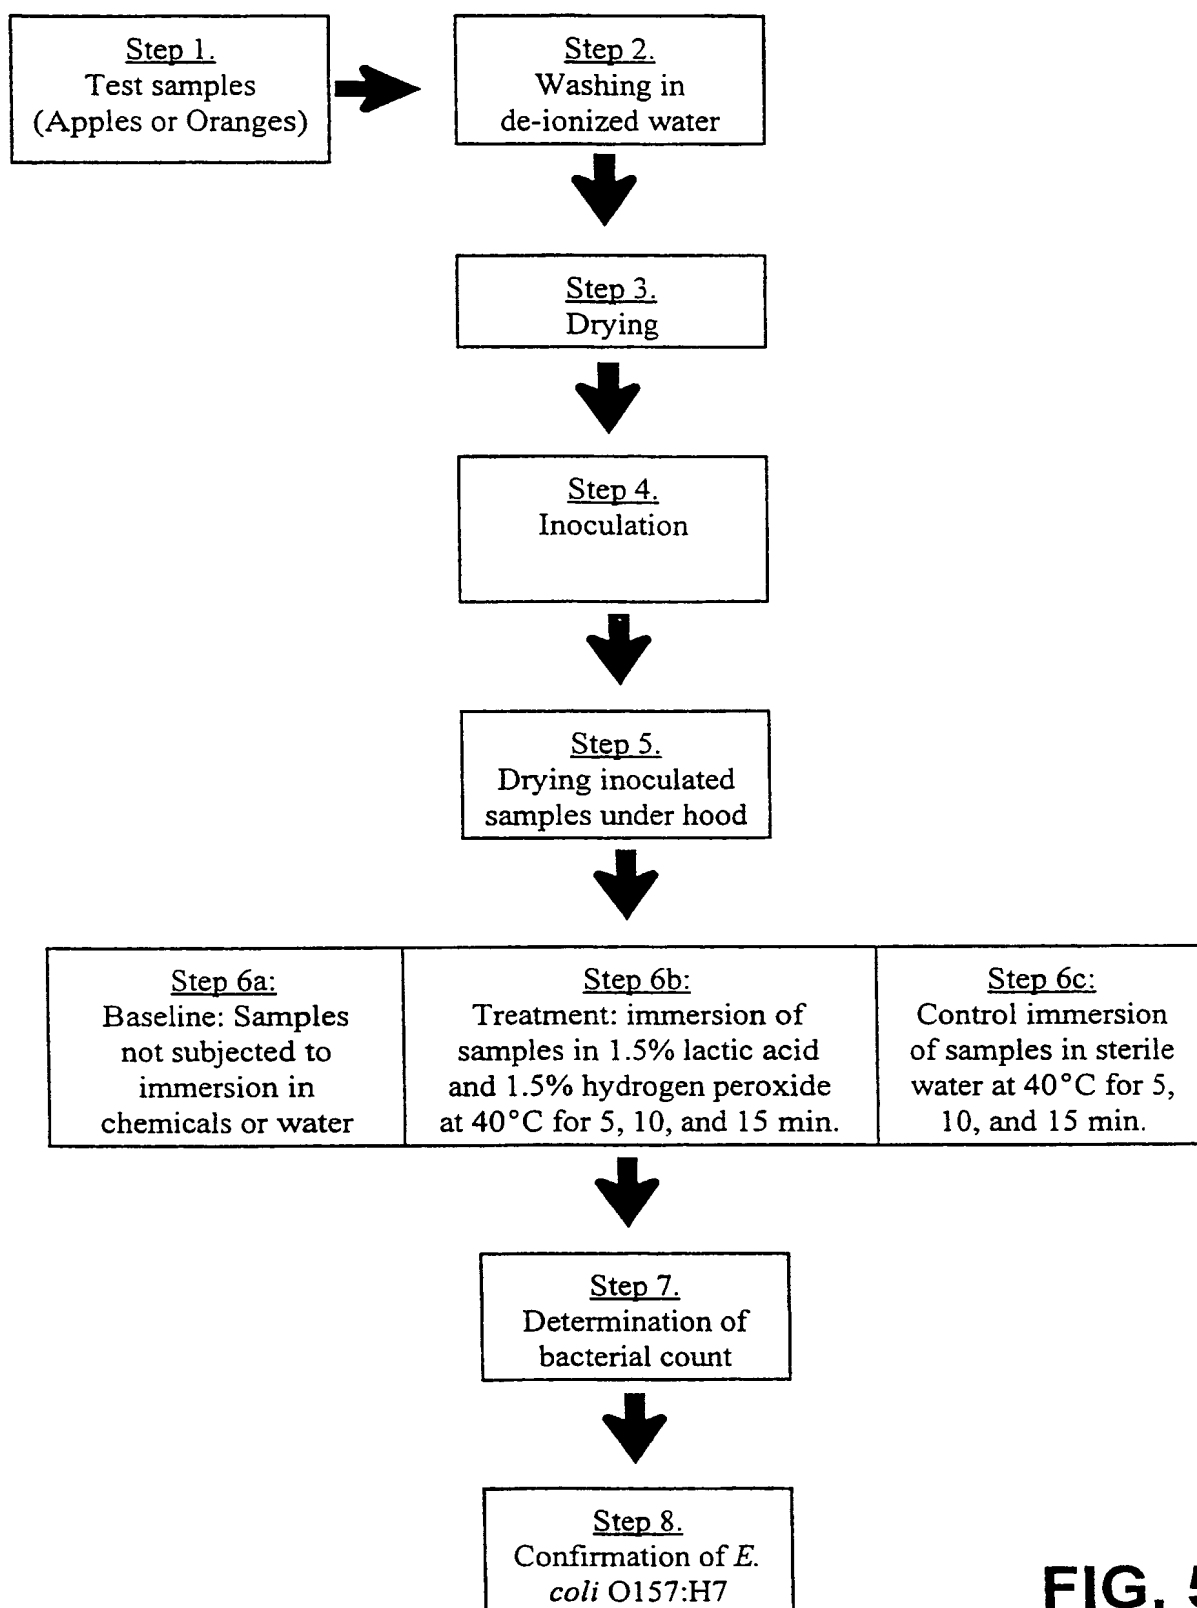 Step 1.
Test samples
(Apples or Oranges)
Step 2.
Washing in
de-ionized water
Step 3.
Drying
Step 4.
Inoculation
Step 5.
Drying inoculated
samples under hood
Step 6a:
Baseline: Samples
not subjected to
immersion in
chemicals or water
Step 6b:
Treatment: immersion of
samples in 1.5% lactic acid
and 1.5% hydrogen peroxide
at 40°C for 5, 10, and 15 min.
Step 6c:
Control immersion
of samples in sterile
water at 40°C for 5,
10, and 15 min.
Step 7.
Determination of
bacterial count
Step 8.
Confirmation of E.
coli O157:H7
FIG. 5